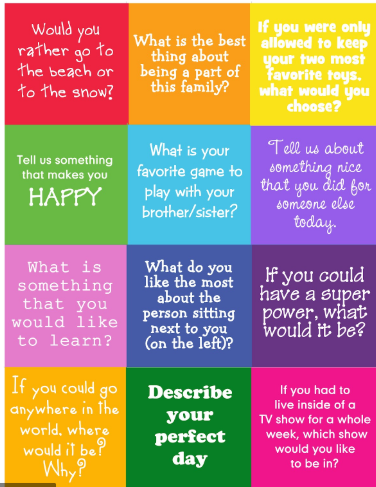 Would you
rather go to
the beach or
to the snow?
What is the best
thing about
being a part of
this family?
If you were only
allowed to keep
your two most
favorite toys,
what would you
choose?
Tell us something
that makes you
HAPPY
What is your
favorite game to
play with your
brother/sister?
Tell us about
something nice
that you did for
someone else
today.
What is
something
that you
would like
to learn?
What do you
like the most
about the
person sitting
next to you
(on the left)?
If you could
have a super
power, what
would it be?
If you could go
anywhere in the
world, where
would it be?
Why?
Describe
your
perfect
day
If you had to
live inside of a
TV show for a whole
week, which show
would you like
to be in?